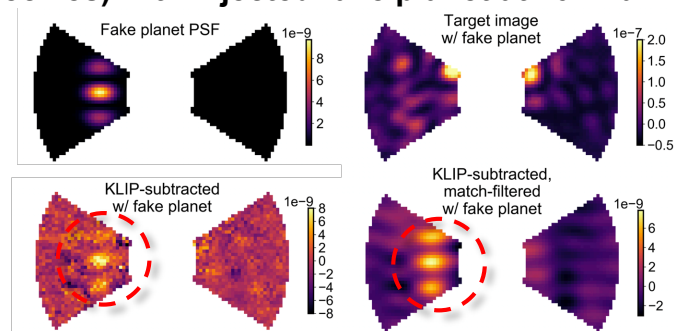 Fake planet PSF
1e−9
8
6
4
2
Target image
w/ fake planet
1e−7
2.0
1.5
1.0
0.5
0.0
−0.5
KLIP-subtracted
w/ fake planet
1e−9
8
6
4
2
0
−2
−4
−6
−8
KLIP-subtracted,
match-filtered
w/ fake planet
1e−9
6
4
2
0
−2